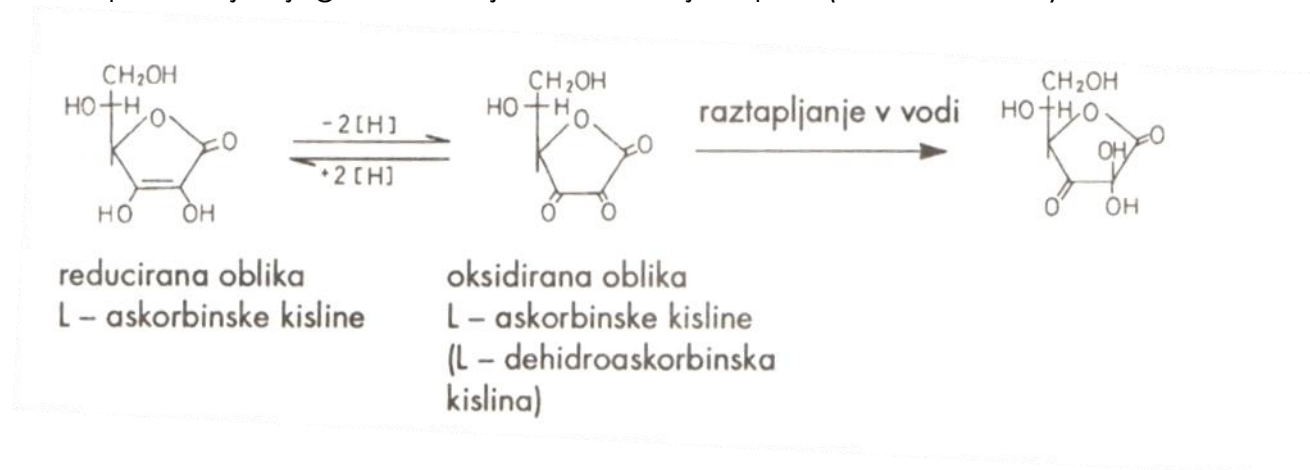 CH₂OH
HO
H
O
O
HO
OH
-2[H]
+2[H]
CH₂OH
HO
H
O
O
O
O
raztapljanje v vodi
CH₂OH
HO
H
O
O
OH
O
OH
reducirana oblika
L – askorbinske kisline
oksidirana oblika
L – askorbinske kisline
(L – dehidroaskorbinska
kislina)